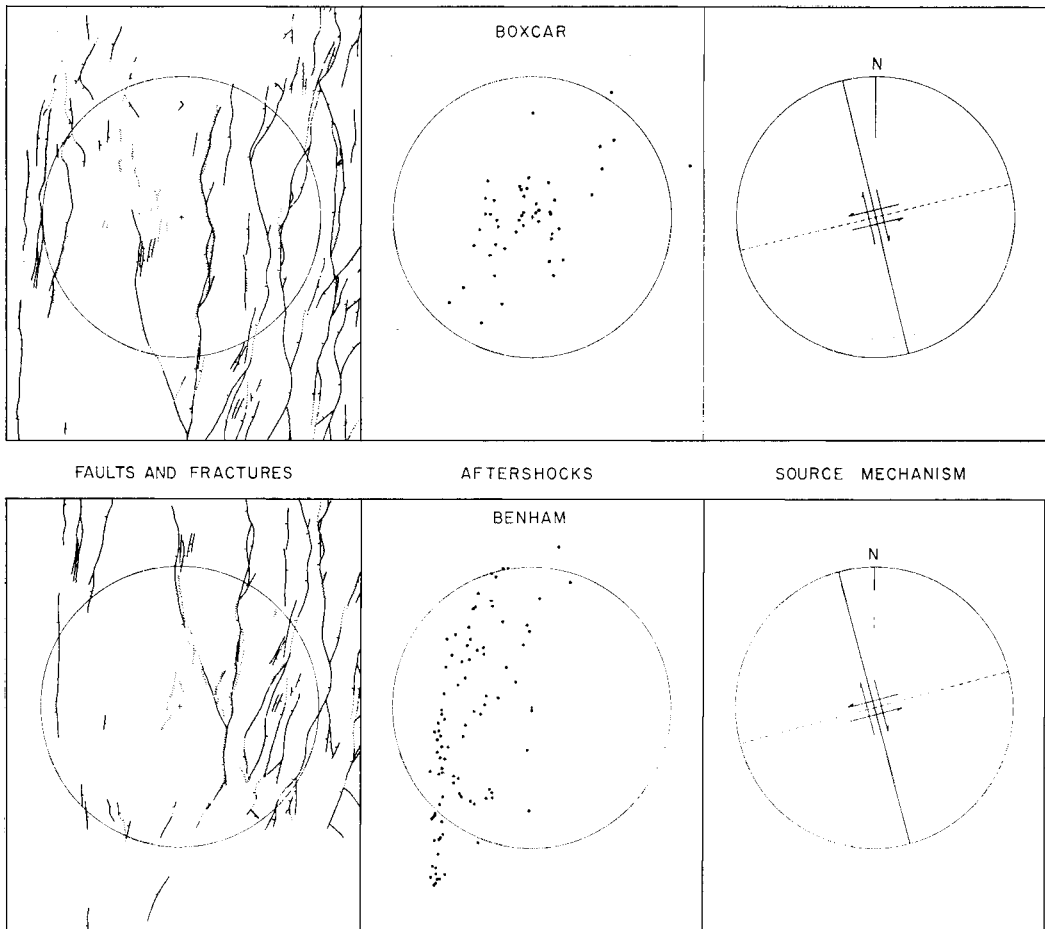 BOXCAR
N
FAULTS AND FRACTURES
AFTERSHOCKS
SOURCE MECHANISM
BENHAM
N